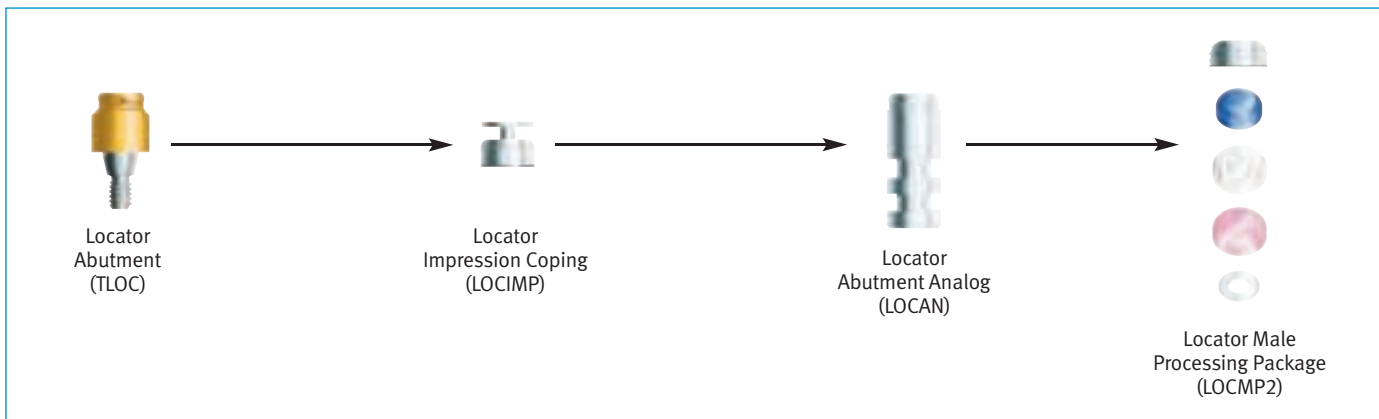 Locator
Abutment
(TLOC)
Locator
Impression Coping
(LOCIMP)
Locator
Abutment Analog
(LOCAN)
Locator Male
Processing Package
(LOCMP2)